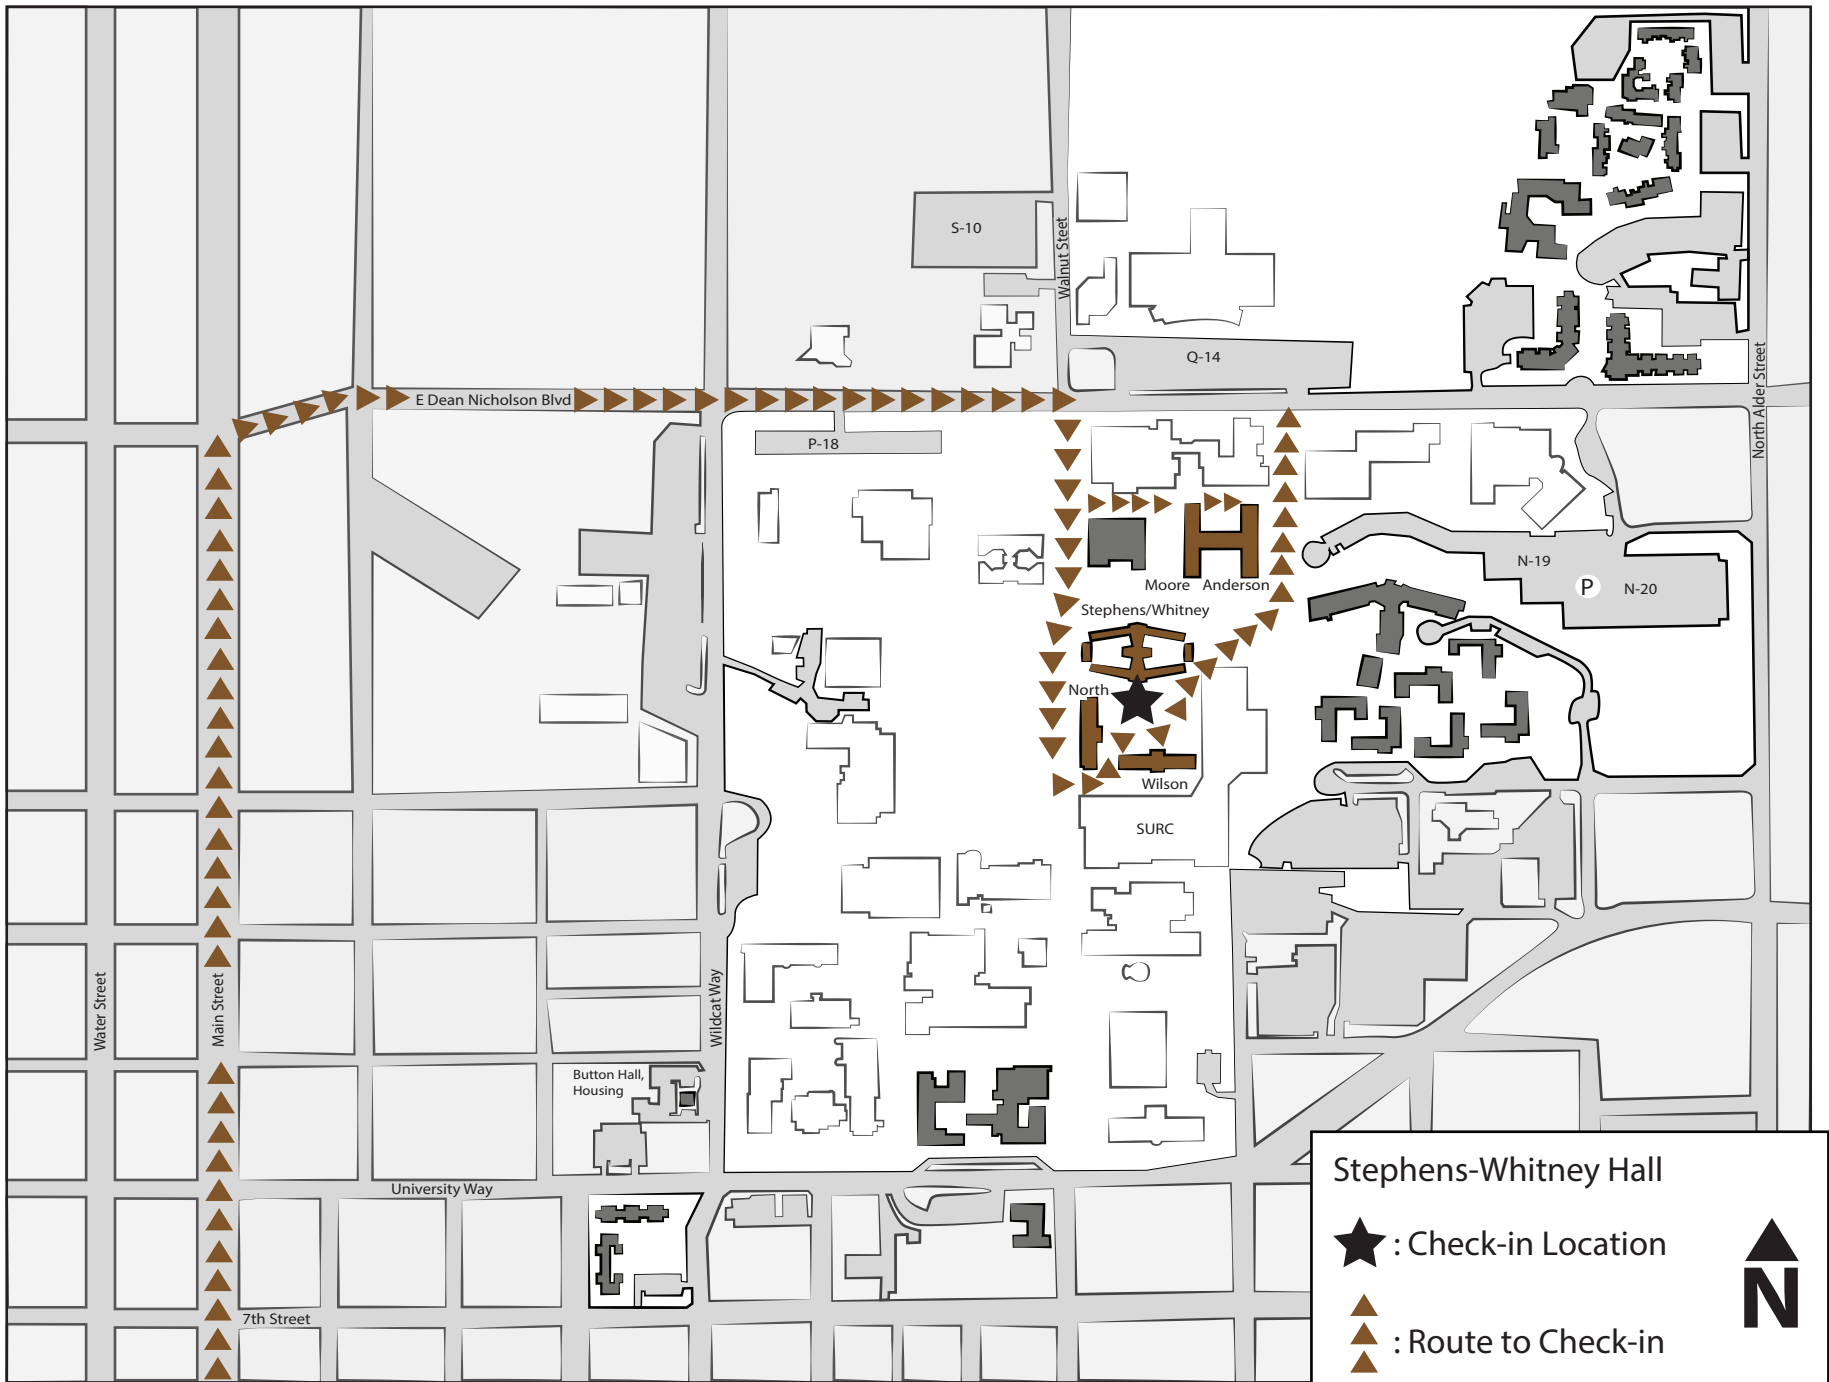 S-10
Walnut Steet
Q-14
North Alder Street
E Dean Nicholson Blvd
P-18
N-19
P
N-20
Moore
Anderson
Stephens/Whitney
North
Wilson
SURC
Water Street
Main Street
Wildcat Way
Button Hall,
Housing
University Way
7th Street
Stephens-Whitney Hall
: Check-in Location
: Route to Check-in
N